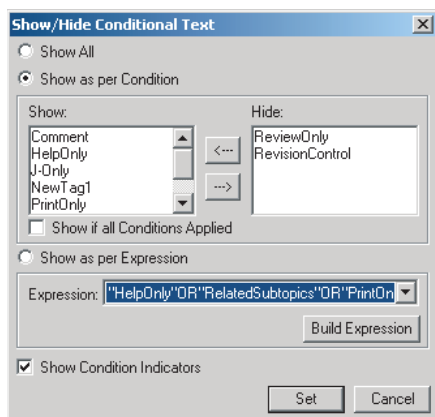 Show/Hide Conditional Text
Show All
Show as per Condition
Show: Hide:
Comment ReviewOnly
HelpOnly RevisionControl
J-Only
NewTag1
PrintOnly
<---
--->
Show if all Conditions Applied
Show as per Expression
Expression: "HelpOnly"OR"RelatedSubtopics"OR"PrintOn
Build Expression
Show Condition Indicators
Set Cancel